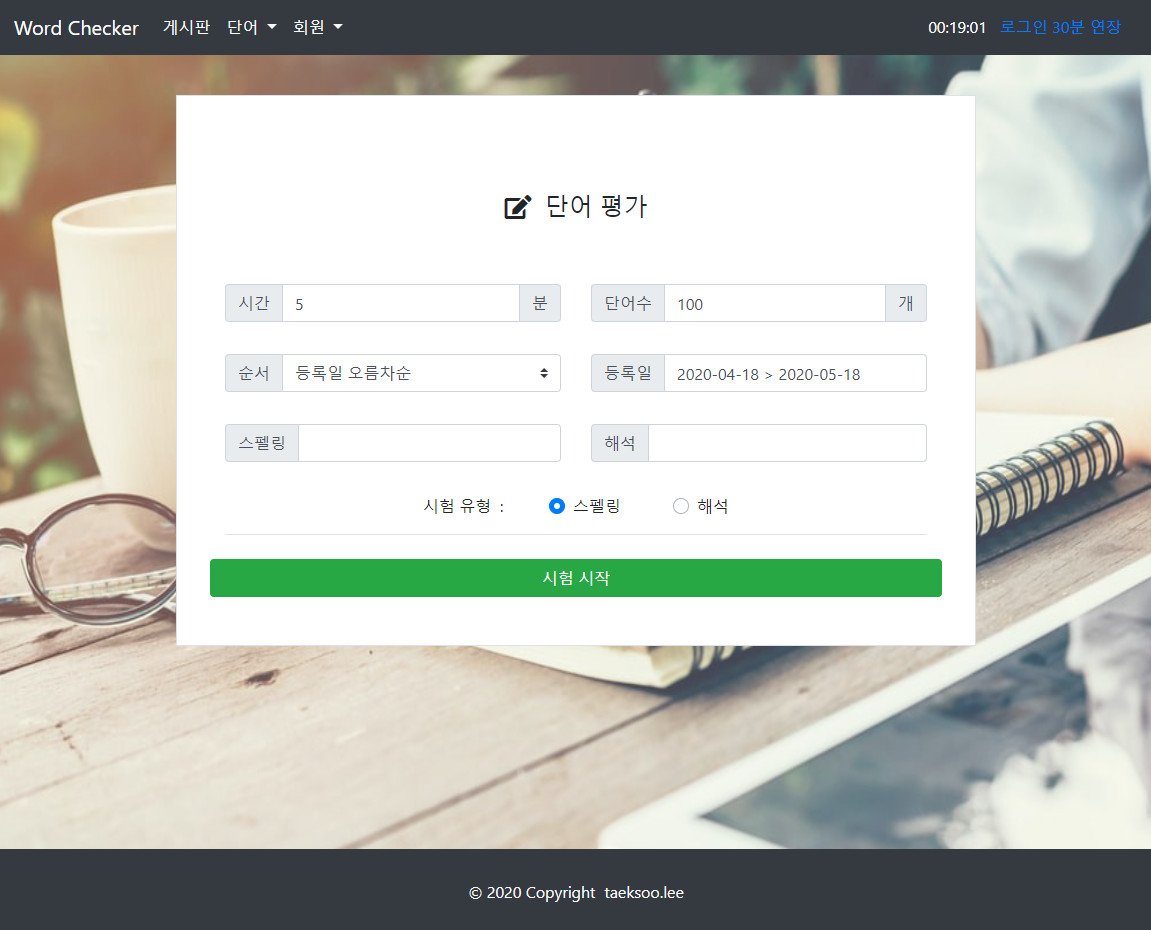 Word Checker 게시판 단어 회원 00:19:01 로그인 30분 연장
단어 평가
시간 5 분 단어수 100 개
순서 등록일 오름차순 등록일 2020-04-18 > 2020-05-18
스펠링 해석
시험 유형 : 스펠링 해석
시험 시작
© 2020 Copyright taeksoo.lee